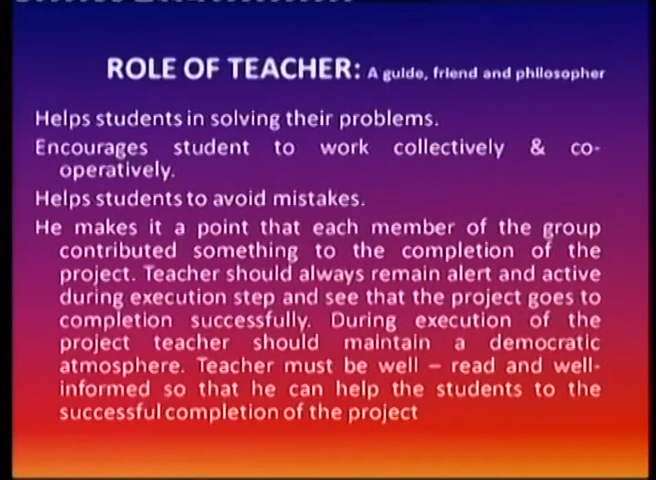 ROLE OF TEACHER: A guide, friend and philosopher
Helps students in solving their problems.
Encourages student to work collectively & co-
operatively.
Helps students to avoid mistakes.
He makes it a point that each member of the group
contributed something to the completion of the
project. Teacher should always remain alert and active
during execution step and see that the project goes to
completion successfully. During execution of the
project teacher should maintain a democratic
atmosphere. Teacher must be well – read and well-
informed so that he can help the students to the
successful completion of the project